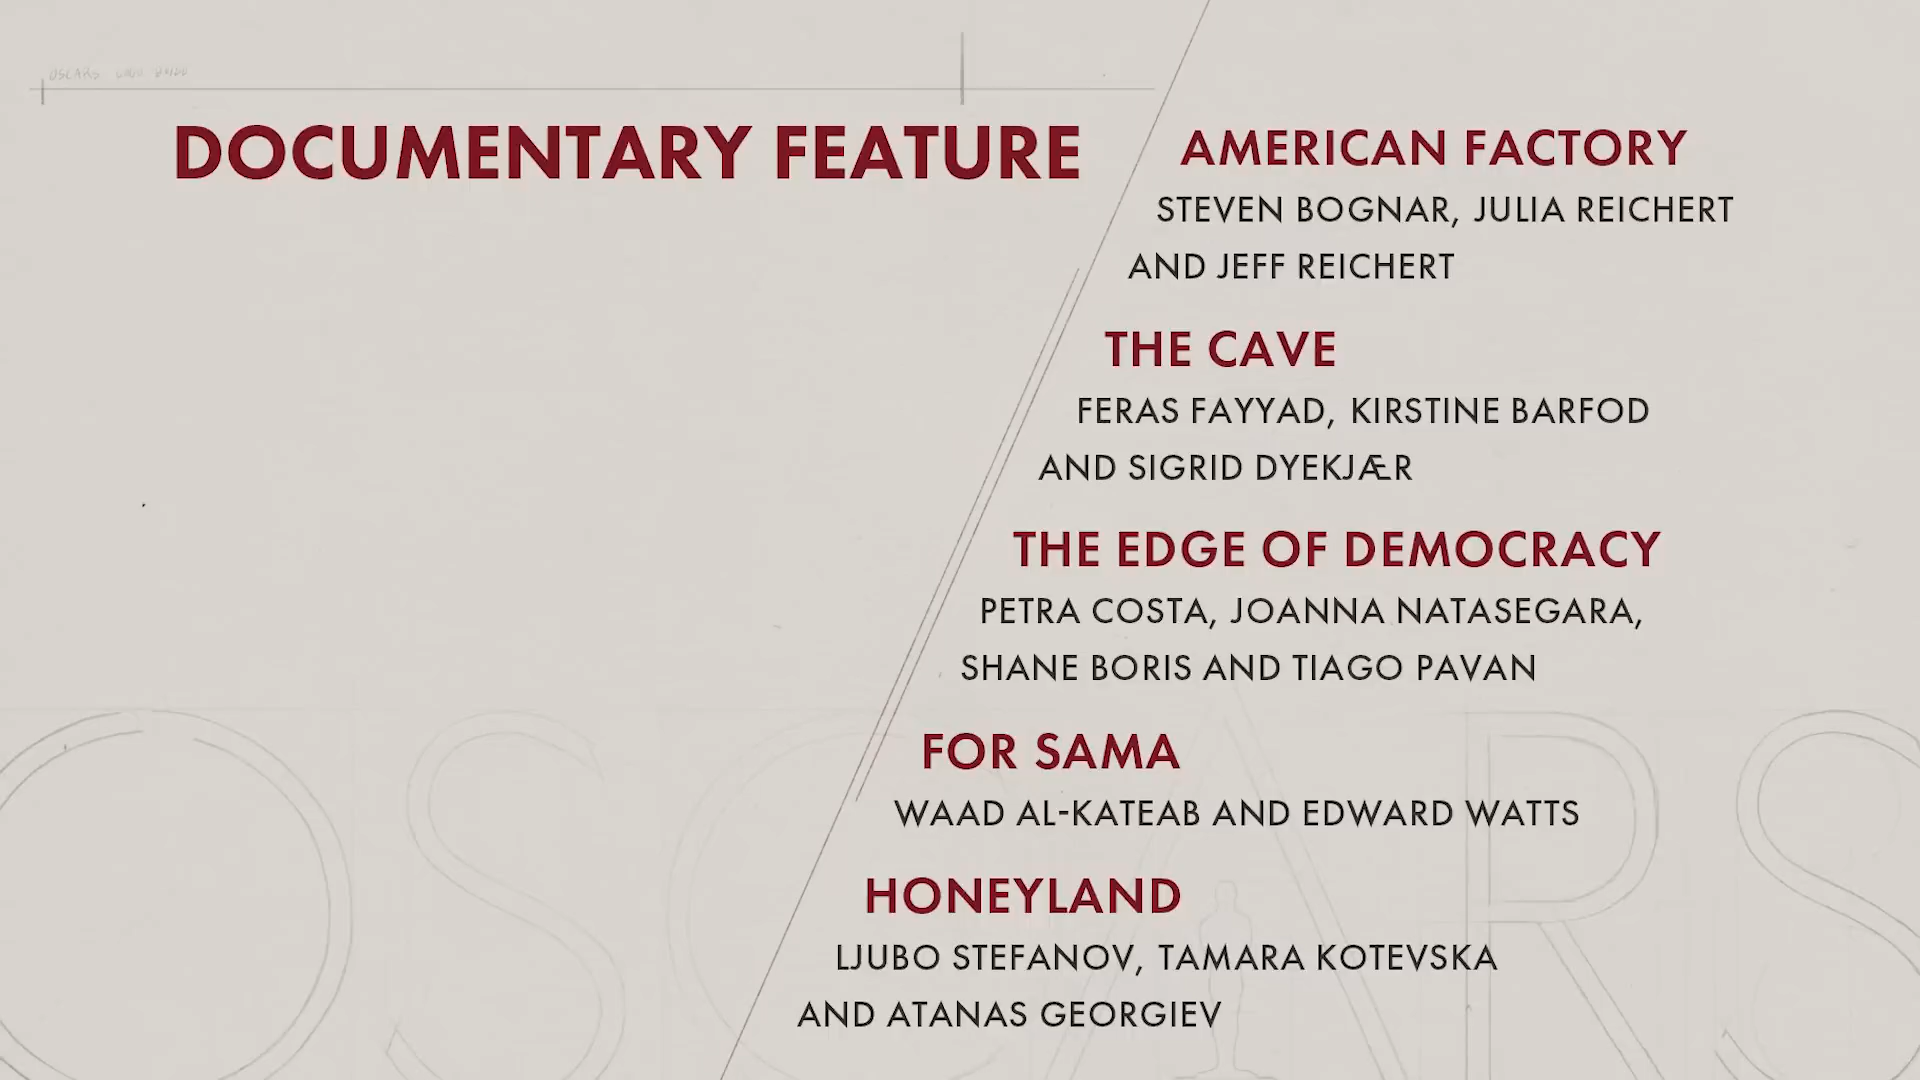 OSCARS
DOCUMENTARY FEATURE
AMERICAN FACTORY
STEVEN BOGNAR, JULIA REICHERT
AND JEFF REICHERT
THE CAVE
FERAS FAYYAD, KIRSTINE BARFOD
AND SIGRID DYEKJÆR
THE EDGE OF DEMOCRACY
PETRA COSTA, JOANNA NATASEGARA,
SHANE BORIS AND TIAGO PAVAN
FOR SAMA
WAAD AL-KATEAB AND EDWARD WATTS
HONEYLAND
LJUBO STEFANOV, TAMARA KOTEVSKA
AND ATANAS GEORGIEV
OSCARS